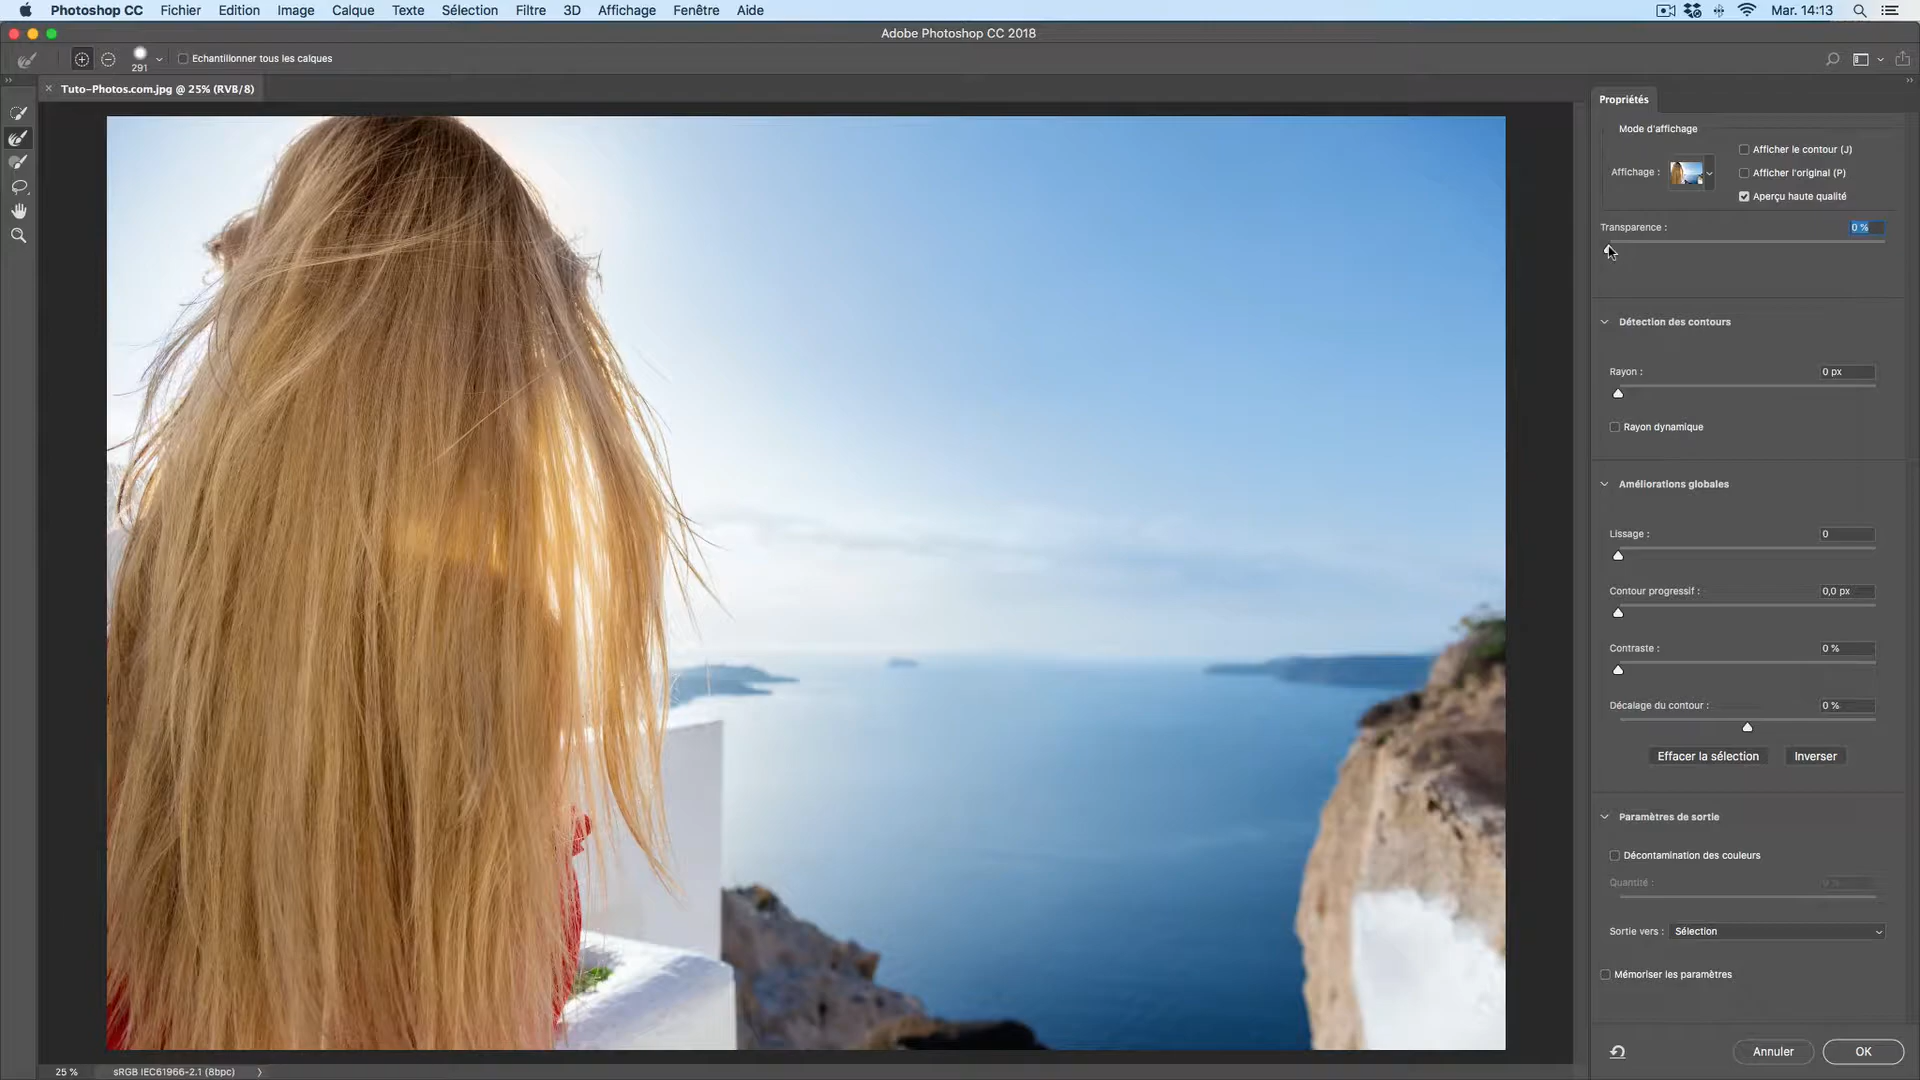 Photoshop CC Fichier Edition Image Calque Texte Sélection Filtre 3D Affichage Fenêtre Aide Mar. 14:13
Adobe Photoshop CC 2018
291 Echantillonner tous les calques
Tuto-Photos.com.jpg @ 25% (RVB/8)
Propriétés
Mode d'affichage
Afficher le contour (J)
Affichage : Afficher l'original (P)
Aperçu haute qualité
Transparence : 0 %
Détection des contours
Rayon : 0 px
Rayon dynamique
Améliorations globales
Lissage : 0
Contour progressif : 0,0 px
Contraste : 0 %
Décalage du contour : 0 %
Effacer la sélection Inverser
Paramètres de sortie
Décontamination des couleurs
Quantité :
Sortie vers : Sélection
Mémoriser les paramètres
Annuler OK
25 % sRGB IEC61966-2.1 (8bpc)